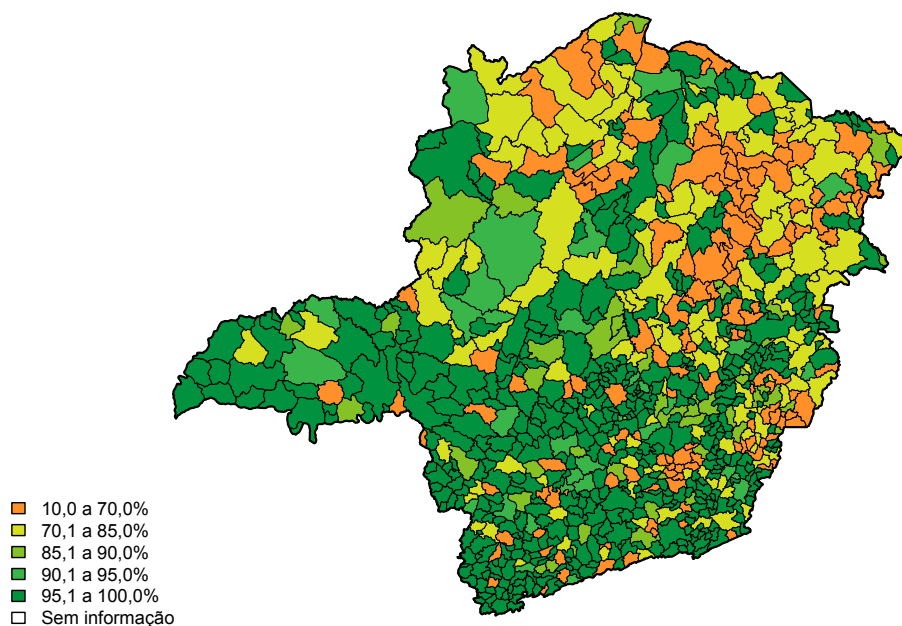 10,0 a 70,0%
70,1 a 85,0%
85,1 a 90,0%
90,1 a 95,0%
95,1 a 100,0%
Sem informação